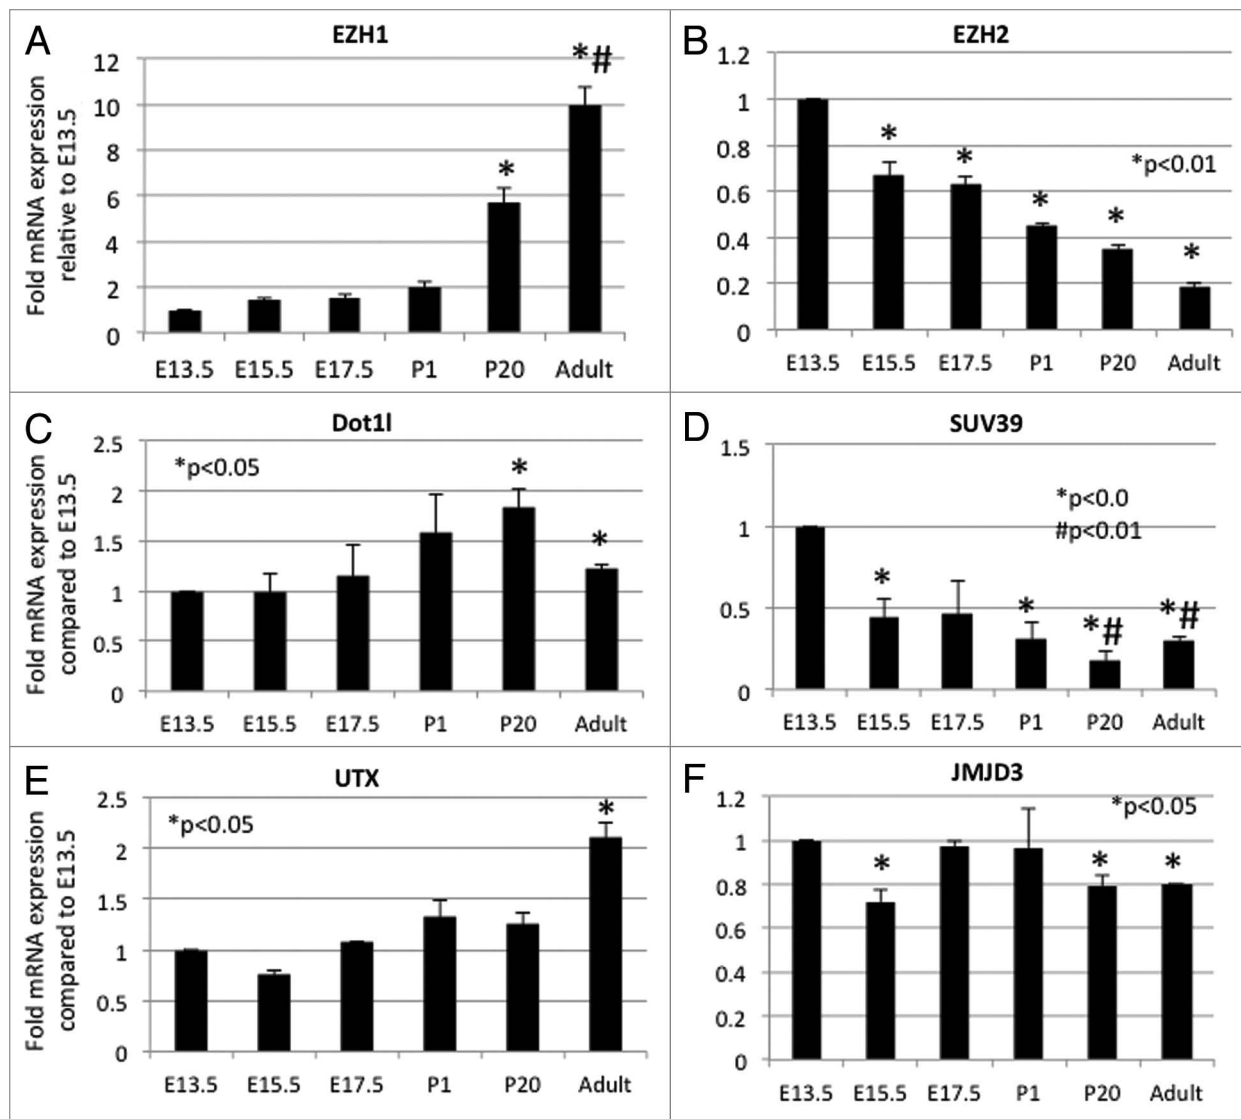 A
EZH1
Fold mRNA expression
relative to E13.5
12
10
8
6
4
2
0
*
*#
E13.5 E15.5 E17.5 P1 P20 Adult
B
EZH2
1.2
1
0.8
0.6
0.4
0.2
0
*
*
*
*
*
*p<0.01
E13.5 E15.5 E17.5 P1 P20 Adult
C
Dot1l
Fold mRNA expression
compared to E13.5
2.5
2
1.5
1
0.5
0
*p<0.05
*
*
E13.5 E15.5 E17.5 P1 P20 Adult
D
SUV39
1.5
1
0.5
0
*p<0.0
#p<0.01
*
*
*#
*#
E13.5 E15.5 E17.5 P1 P20 Adult
E
UTX
Fold mRNA expression
compared to E13.5
2.5
2
1.5
1
0.5
0
*p<0.05
*
E13.5 E15.5 E17.5 P1 P20 Adult
F
JMJD3
1.2
1
0.8
0.6
0.4
0.2
0
*p<0.05
*
*
*
E13.5 E15.5 E17.5 P1 P20 Adult